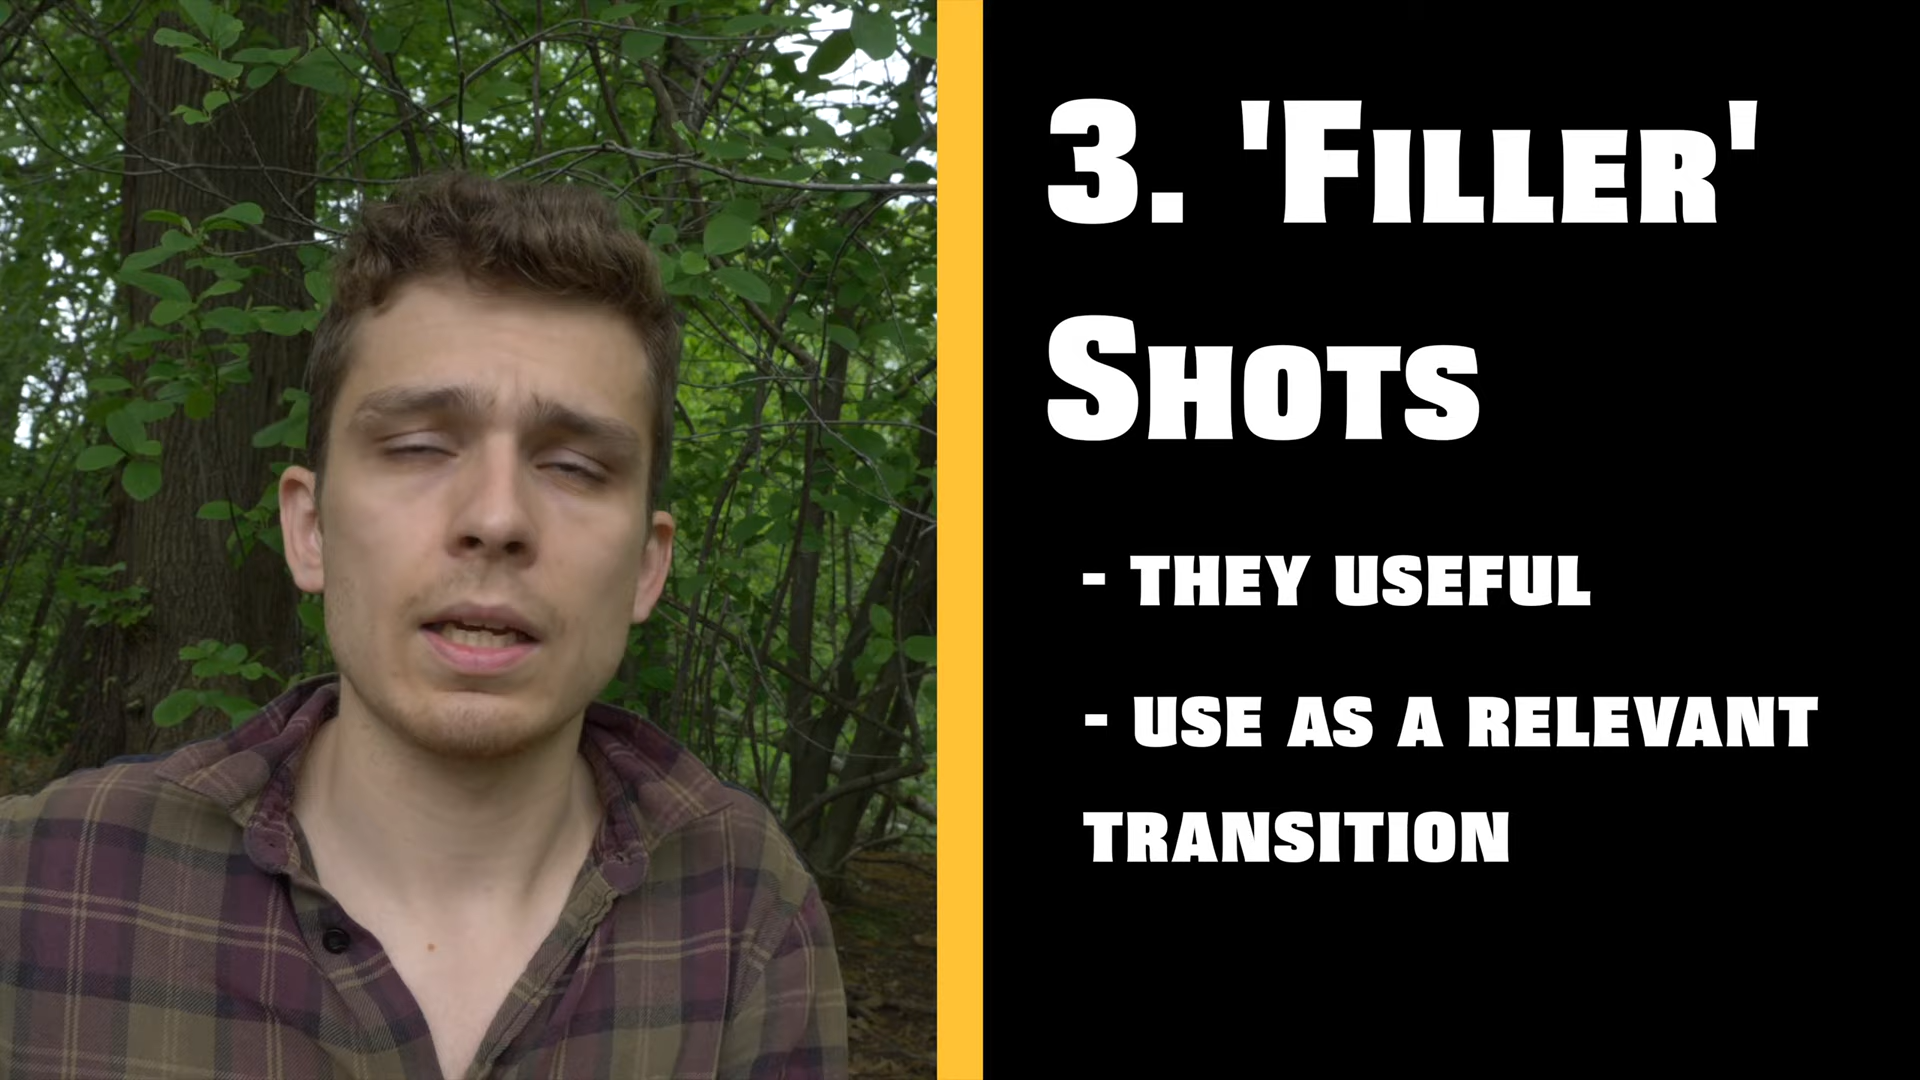 3. 'Filler'
Shots
- they useful
- use as a relevant
transition